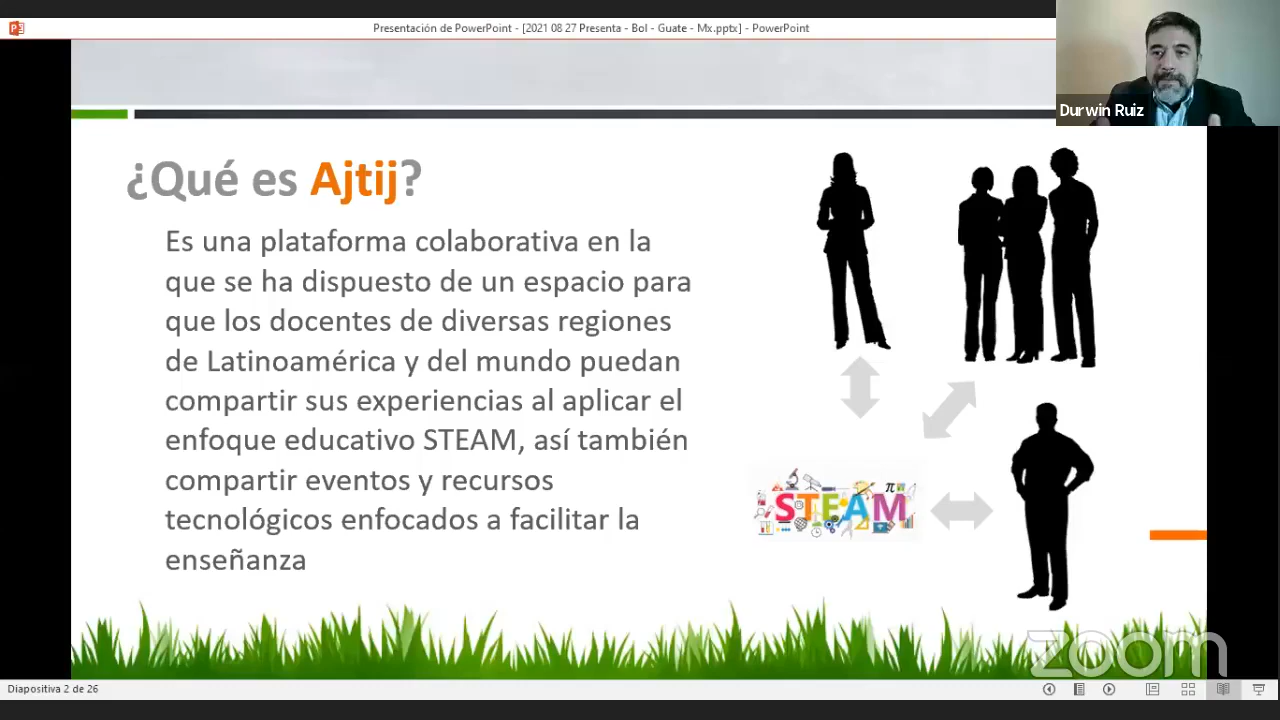 Presentación de PowerPoint - [2021 08 27 Presenta - Bol - Guate - Mx.pptx] - PowerPoint
Durwin Ruiz
¿Qué es Ajtij?
Es una plataforma colaborativa en la
que se ha dispuesto de un espacio para
que los docentes de diversas regiones
de Latinoamérica y del mundo puedan
compartir sus experiencias al aplicar el
enfoque educativo STEAM, así también
compartir eventos y recursos
tecnológicos enfocados a facilitar la
enseñanza
STEAM
π
zoom
Diapositiva 2 de 26